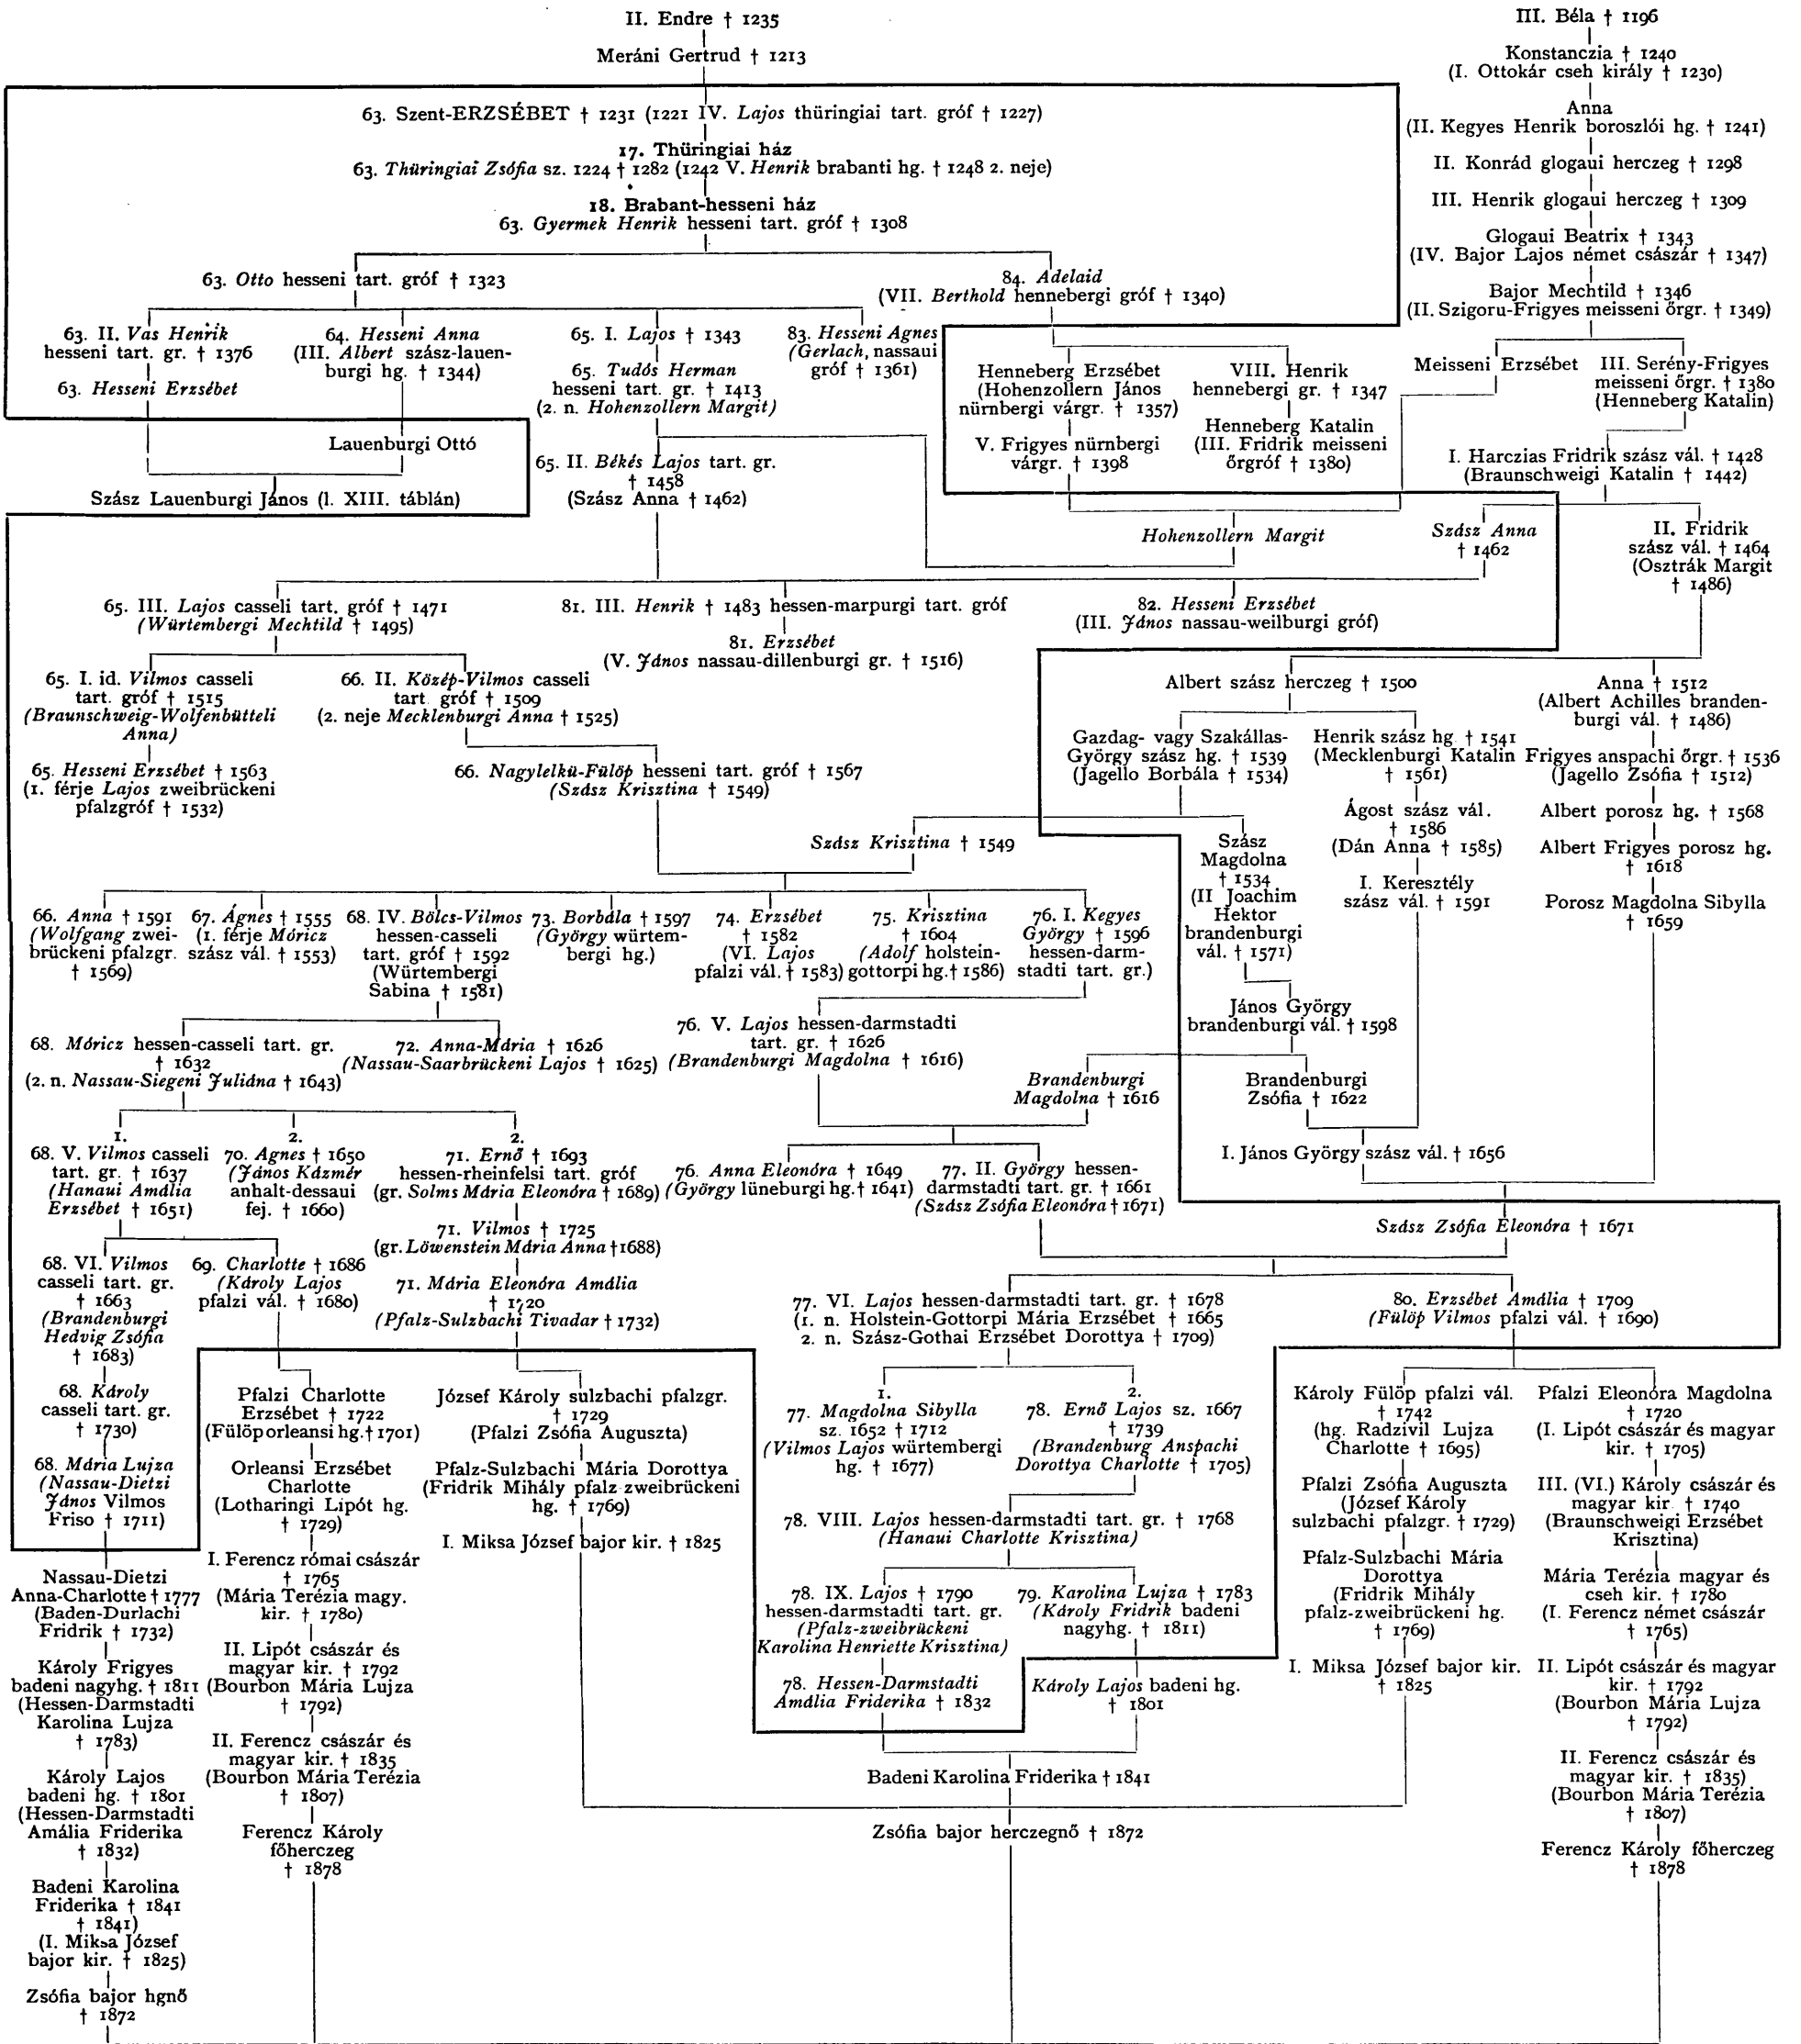 II. Endre † 1235
Meráni Gertrud † 1213
III. Béla † 1196
Konstanczia † 1240
(I. Ottokár cseh király † 1230)
Anna
(II. Kegyes Henrik boroszlói hg. † 1241)
II. Konrád glogaui herczeg † 1298
III. Henrik glogaui herczeg † 1309
Glogaui Beatrix † 1343
(IV. Bajor Lajos német császár † 1347)
Bajor Mechtild † 1346
(II. Szigoru-Frigyes meisseni őrgr. † 1349)
63. Szent-ERZSÉBET † 1231 (1221 IV. Lajos thüringiai tart. gróf † 1227)
17. Thüringiai ház
63. Thüringiai Zsófia sz. 1224 † 1282 (1242 V. Henrik brabanti hg. † 1248 2. neje)
18. Brabant-hesseni ház
63. Gyermek Henrik hesseni tart. gróf † 1308
63. Otto hesseni tart. gróf † 1323
84. Adelaid
(VII. Berthold hennebergi gróf † 1340)
63. II. Vas Henrik
hesseni tart. gr. † 1376
63. Hesseni Erzsébet
64. Hesseni Anna
(III. Albert szász-lauen-
burgi hg. † 1344)
65. I. Lajos † 1343
65. Tudós Herman
hesseni tart. gr. † 1413
(2. n. Hohenzollern Margit)
83. Hesseni Agnes
(Gerlach, nassaui
gróf † 1361)
Henneberg Erzsébet
(Hohenzollern János
nürnbergi várgr. † 1357)
V. Frigyes nürnbergi
várgr. † 1398
VIII. Henrik
hennebergi gr. † 1347
Henneberg Katalin
(III. Fridrik meisseni
őrgróf † 1380)
Meisseni Erzsébet
III. Serény-Frigyes
meisseni őrgr. † 1380
(Henneberg Katalin)
I. Harczias Fridrik szász vál. † 1428
(Braunschweigi Katalin † 1442)
Lauenburgi Ottó
Szász Lauenburgi János (l. XIII. táblán)
65. II. Békés Lajos tart. gr.
† 1458
(Szász Anna † 1462)
Hohenzollern Margit
Szász Anna
† 1462
II. Fridrik
szász vál. † 1464
(Osztrák Margit
† 1486)
65. III. Lajos casseli tart. gróf † 1471
(Würtembergi Mechtild † 1495)
81. III. Henrik † 1483 hessen-marpurgi tart. gróf
81. Erzsébet
(V. János nassau-dillenburgi gr. † 1516)
82. Hesseni Erzsébet
(III. János nassau-weilburgi gróf)
65. I. id. Vilmos casseli
tart. gróf † 1515
(Braunschweig-Wolfenbütteli
Anna)
65. Hesseni Erzsébet † 1563
(1. férje Lajos zweibrückeni
pfalzgróf † 1532)
66. II. Közép-Vilmos casseli
tart. gróf † 1509
(2. neje Mecklenburgi Anna † 1525)
66. Nagylelkü-Fülöp hesseni tart. gróf † 1567
(Szász Krisztina † 1549)
Albert szász herczeg † 1500
Anna † 1512
(Albert Achilles branden-
burgi vál. † 1486)
Gazdag- vagy Szakállas-
György szász hg. † 1539
(Jagello Borbála † 1534)
Henrik szász hg. † 1541
(Mecklenburgi Katalin
† 1561)
Frigyes anspachi őrgr. † 1536
(Jagello Zsófia † 1512)
Ágost szász vál.
† 1586
(Dán Anna † 1585)
Albert porosz hg. † 1568
Albert Frigyes porosz hg.
† 1618
I. Keresztély
szász vál. † 1591
Porosz Magdolna Sibylla
† 1659
Szász Krisztina † 1549
Szász
Magdolna
† 1534
(II Joachim
Hektor
brandenburgi
vál. † 1571)
János György
brandenburgi vál. † 1598
66. Anna † 1591
(Wolfgang zwei-
brückeni pfalzgr.
† 1569)
67. Ágnes † 1555
(1. férje Móricz
szász vál. † 1553)
68. IV. Bölcs-Vilmos
hessen-casseli
tart. gróf † 1592
(Würtembergi
Sabina † 1581)
73. Borbála † 1597
(György würtem-
bergi hg.)
74. Erzsébet
† 1582
(VI. Lajos
pfalzi vál. † 1583)
75. Krisztina
† 1604
(Adolf holstein-
gottorpi hg. † 1586)
76. I. Kegyes
György † 1596
hessen-darm-
stadti tart. gr.)
68. Móricz hessen-casseli tart. gr.
† 1632
(2. n. Nassau-Siegeni Juliána † 1643)
72. Anna-Mária † 1626
(Nassau-Saarbrückeni Lajos † 1625)
76. V. Lajos hessen-darmstadti
tart. gr. † 1626
(Brandenburgi Magdolna † 1616)
Brandenburgi
Magdolna † 1616
Brandenburgi
Zsófia † 1622
I. János György szász vál. † 1656
1.
68. V. Vilmos casseli
tart. gr. † 1637
(Hanaui Amália
Erzsébet † 1651)
2.
70. Agnes † 1650
(János Kázmér
anhalt-dessaui
fej. † 1660)
2.
71. Ernő † 1693
hessen-rheinfelsi tart. gróf
(gr. Solms Mária Eleonóra † 1689)
71. Vilmos † 1725
(gr. Löwenstein Mária Anna † 1688)
71. Mária Eleonóra Amália
† 1720
(Pfalz-Sulzbachi Tivadar † 1732)
76. Anna Eleonóra † 1649
(György lüneburgi hg. † 1641)
77. II. György hessen-
darmstadti tart. gr. † 1661
(Szász Zsófia Eleonóra † 1671)
Szász Zsófia Eleonóra † 1671
68. VI. Vilmos
casseli tart. gr.
† 1663
(Brandenburgi
Hedvig Zsófia
† 1683)
69. Charlotte † 1686
(Károly Lajos
pfalzi vál. † 1680)
77. VI. Lajos hessen-darmstadti tart. gr. † 1678
(1. n. Holstein-Gottorpi Mária Erzsébet † 1665
2. n. Szász-Gothai Erzsébet Dorottya † 1709)
80. Erzsébet Amália † 1709
(Fülöp Vilmos pfalzi vál. † 1690)
68. Károly
casseli tart. gr.
† 1730)
68. Mária Lujza
(Nassau-Dietzi
János Vilmos
Friso † 1711)
Pfalzi Charlotte
Erzsébet † 1722
(Fülöp orleansi hg. † 1701)
Orleansi Erzsébet
Charlotte
(Lotharingi Lipót hg.
† 1729)
I. Ferencz római császár
† 1765
(Mária Terézia magy.
kir. † 1780)
II. Lipót császár és
magyar kir. † 1792
(Bourbon Mária Lujza
† 1792)
II. Ferencz császár és
magyar kir. † 1835
(Bourbon Mária Terézia
† 1807)
Ferencz Károly
főherczeg
† 1878
József Károly sulzbachi pfalzgr.
† 1729
(Pfalzi Zsófia Auguszta)
Pfalz-Sulzbachi Mária Dorottya
(Fridrik Mihály pfalz zweibrückeni
hg. † 1769)
I. Miksa József bajor kir. † 1825
1.
77. Magdolna Sibylla
sz. 1652 † 1712
(Vilmos Lajos würtembergi
hg. † 1677)
2.
78. Ernő Lajos sz. 1667
† 1739
(Brandenburg Anspachi
Dorottya Charlotte † 1705)
78. VIII. Lajos hessen-darmstadti tart. gr. † 1768
(Hanaui Charlotte Krisztina)
78. IX. Lajos † 1790
hessen-darmstadti tart. gr.
(Pfalz-zweibrückeni
Karolina Henriette Krisztina)
78. Hessen-Darmstadti
Amália Friderika † 1832
79. Karolina Lujza † 1783
(Károly Fridrik badeni
nagyhg. † 1811)
Károly Lajos badeni hg.
† 1801
Károly Fülöp pfalzi vál.
† 1742
(hg. Radzivil Lujza
Charlotte † 1695)
Pfalzi Zsófia Auguszta
(József Károly
sulzbachi pfalzgr. † 1729)
Pfalz-Sulzbachi Mária
Dorottya
(Fridrik Mihály
pfalz-zweibrückeni hg.
† 1769)
I. Miksa József bajor kir.
† 1825
Pfalzi Eleonóra Magdolna
† 1720
(I. Lipót császár és magyar
kir. † 1705)
III. (VI.) Károly császár és
magyar kir. † 1740
(Braunschweigi Erzsébet
Krisztina)
Mária Terézia magyar és
cseh kir. † 1780
(I. Ferencz német császár
† 1765)
II. Lipót császár és magyar
kir. † 1792
(Bourbon Mária Lujza
† 1792)
II. Ferencz császár és
magyar kir. † 1835)
(Bourbon Mária Terézia
† 1807)
Ferencz Károly főherczeg
† 1878
Nassau-Dietzi
Anna-Charlotte † 1777
(Baden-Durlachi
Fridrik † 1732)
Károly Frigyes
badeni nagyhg. † 1811
(Hessen-Darmstadti
Karolina Lujza
† 1783)
Károly Lajos
badeni hg. † 1801
(Hessen-Darmstadti
Amália Friderika
† 1832)
Badeni Karolina
Friderika † 1841
† 1841)
(I. Miksa József
bajor kir. † 1825)
Zsófia bajor hgnő
† 1872
Badeni Karolina Friderika † 1841
Zsófia bajor herczegnő † 1872